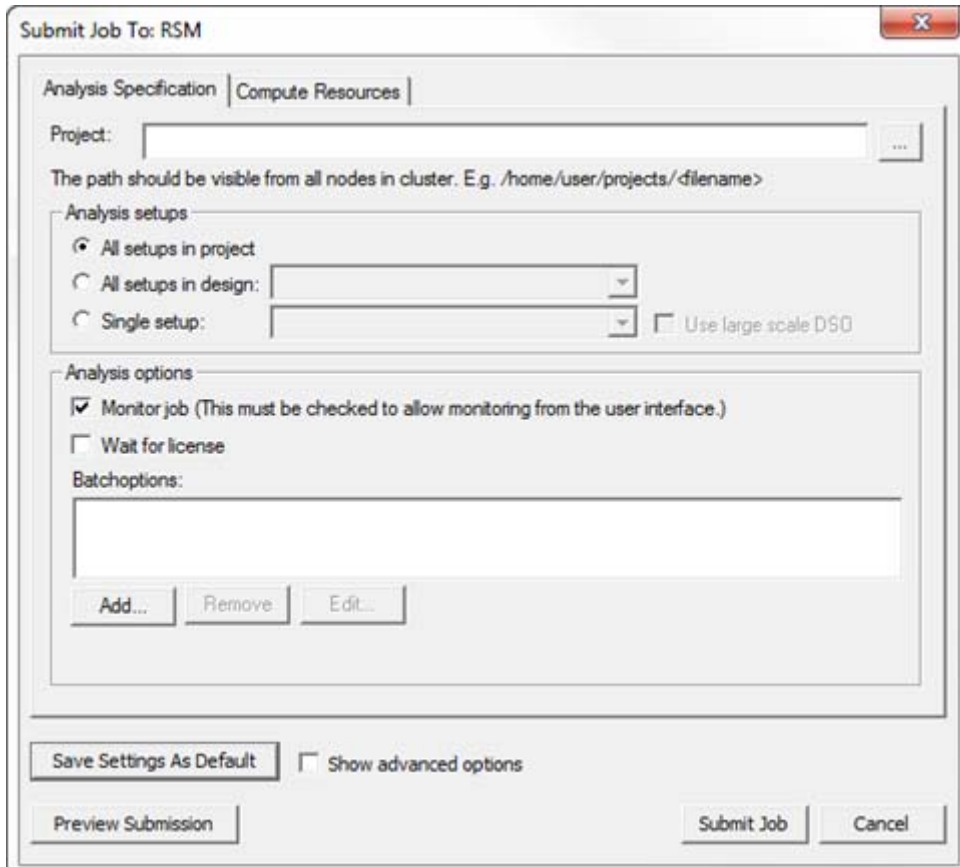 Submit Job To: RSM
Analysis Specification Compute Resources
Project: ...
The path should be visible from all nodes in cluster. E.g. /home/user/projects/<filename>
Analysis setups
All setups in project
All setups in design:
Single setup: Use large scale DSO
Analysis options
Monitor job (This must be checked to allow monitoring from the user interface.)
Wait for license
Batchoptions:
Add... Remove Edit...
Save Settings As Default Show advanced options
Preview Submission Submit Job Cancel